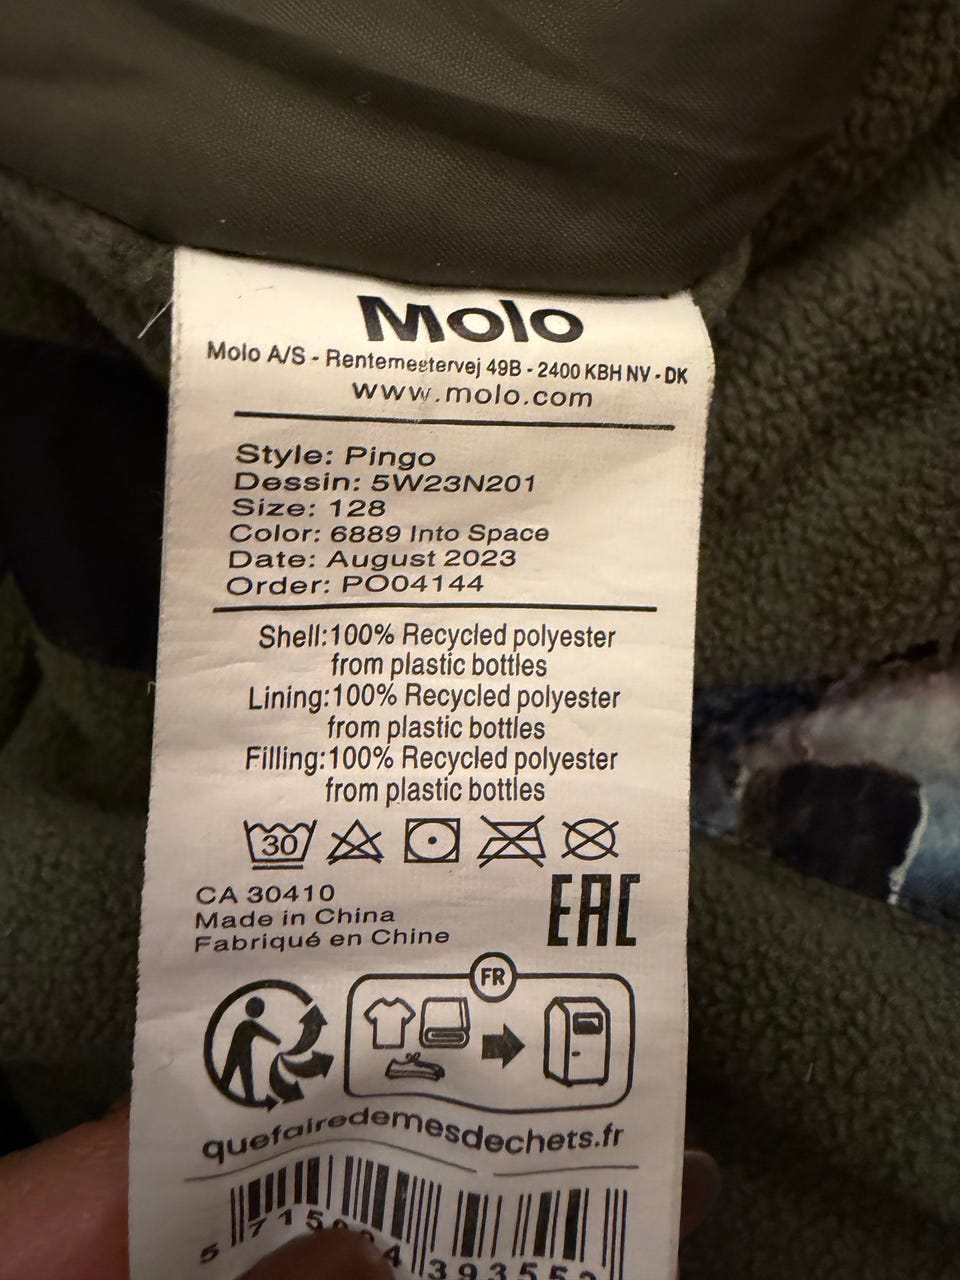 Molo
Molo A/S - Rentemestervej 49B - 2400 KBH NV - DK
www.molo.com
Style: Pingo
Dessin: 5W23N201
Size: 128
Color: 6889 Into Space
Date: August 2023
Order: PO04144
Shell:100% Recycled polyester
from plastic bottles
Lining:100% Recycled polyester
from plastic bottles
Filling:100% Recycled polyester
from plastic bottles
30
CA 30410
Made in China
Fabriqué en Chine
EAC
FR
quefairedemesdechets.fr